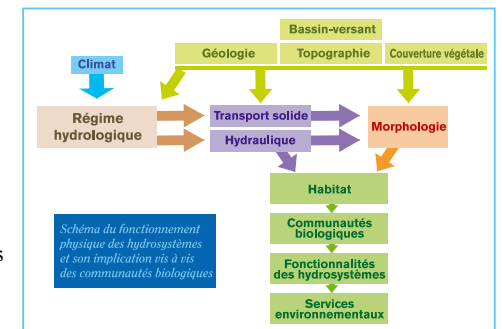 Bassin-versant
Géologie
Topographie
Couverture végétale
Climat
Régime
hydrologique
Transport solide
Hydraulique
Morphologie
Habitat
Communautés
biologiques
Fonctionnalités
des hydrosystèmes
Services
environnementaux
Schéma du fonctionnement
physique des hydrosystèmes
et son implication vis à vis
des communautés biologiques
s